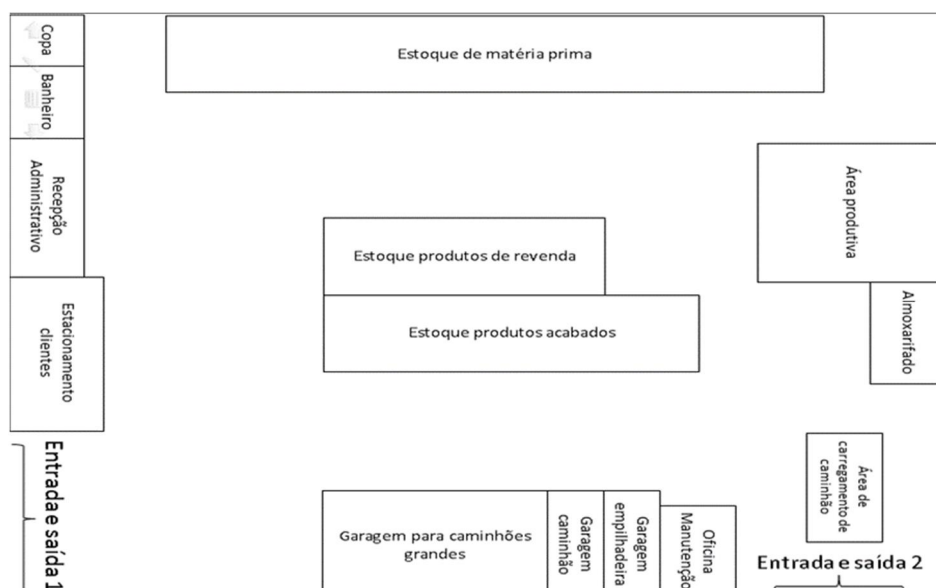 Copa
Estoque de matéria prima
Banheiro
Recepção
Administrativo
Área produtiva
Estoque produtos de revenda
Estacionamento
clientes
Estoque produtos acabados
Almoxarifado
Entrada e saída 1
Garagem para caminhões
grandes
Garagem
caminhão
Garagem
empilhadeira
Oficina
Manutenção
Área de
carregamento de
caminhão
Entrada e saída 2